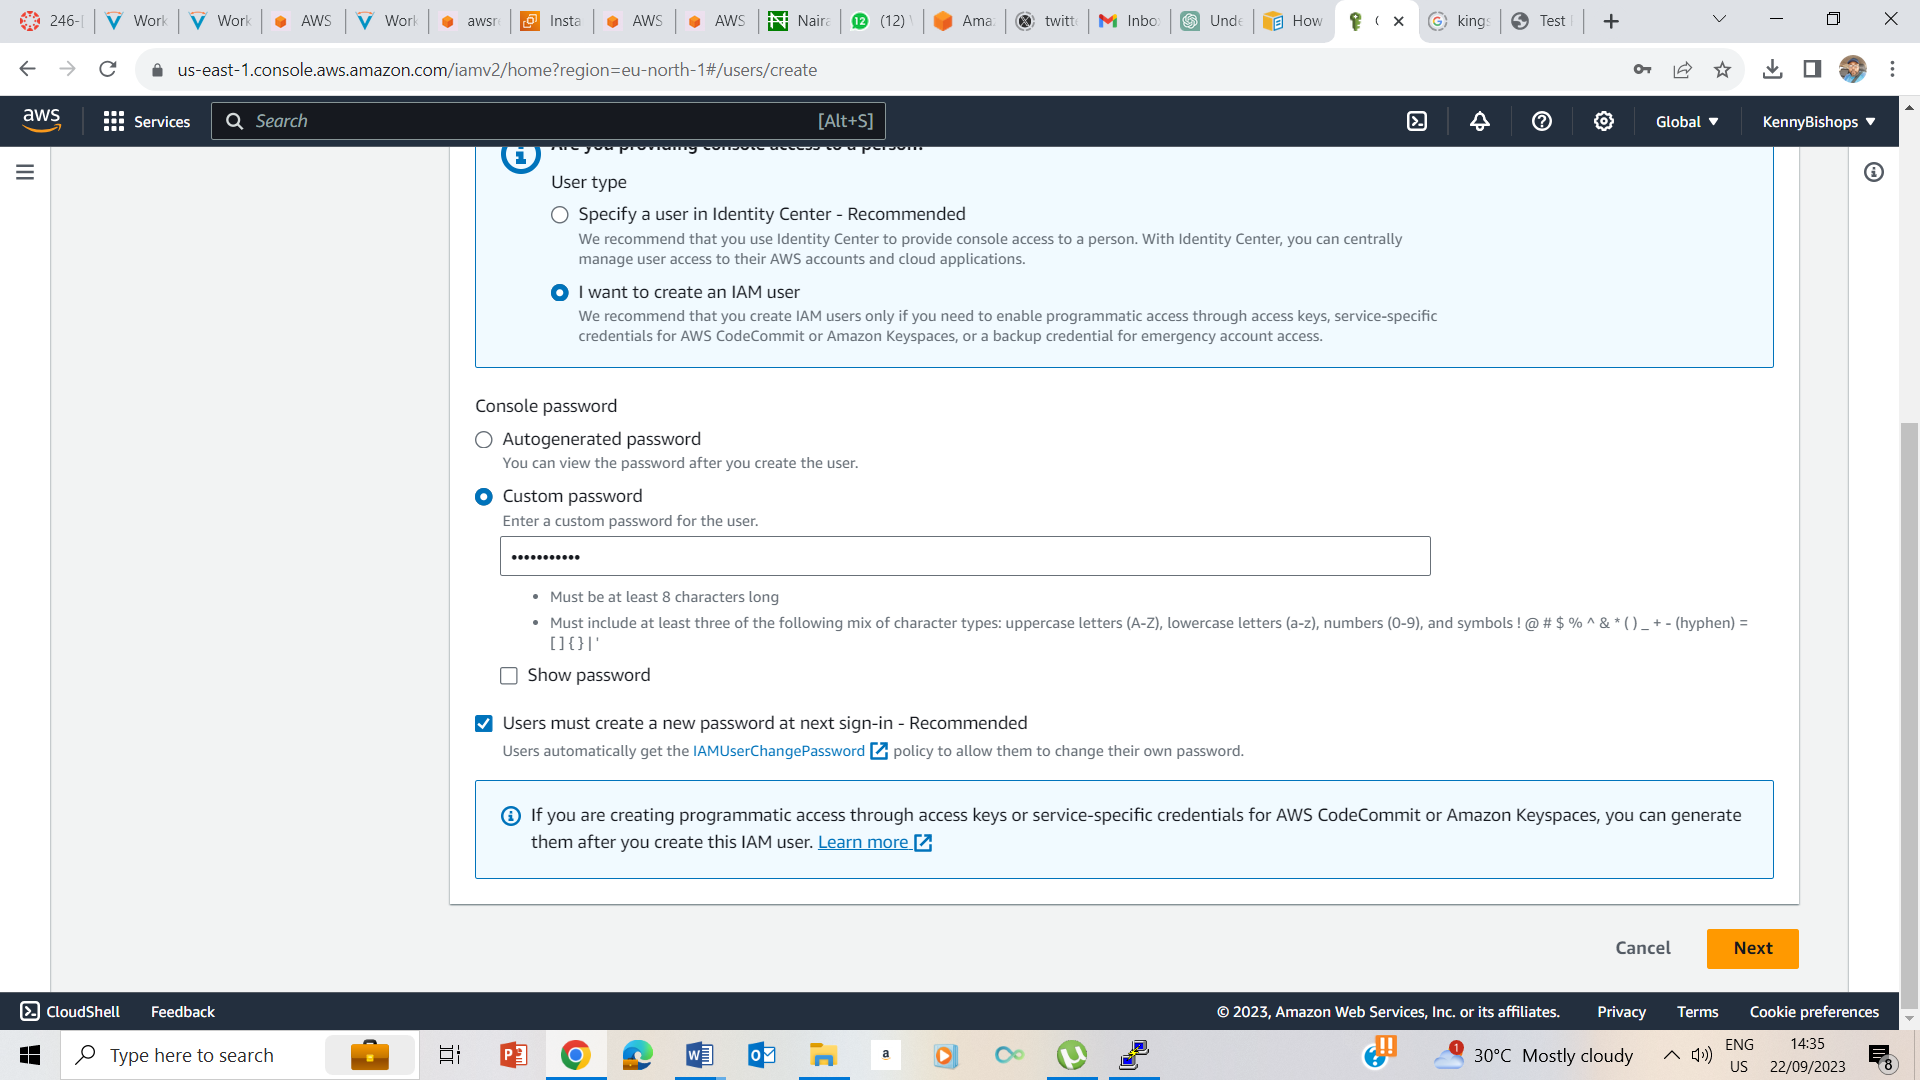 246-(
Work
Work
AWS
Work
awsr
Insta
AWS
AWS
Naira
(12)
Ama
twitt
Inbo
Unde
How
kings
Test
us-east-1.console.aws.amazon.com/iamv2/home?region=eu-north-1#/users/create
aws
Services
Search
[Alt+S]
Global
KennyBishops
Are you providing console access to a person?
User type
Specify a user in Identity Center - Recommended
We recommend that you use Identity Center to provide console access to a person. With Identity Center, you can centrally
manage user access to their AWS accounts and cloud applications.
I want to create an IAM user
We recommend that you create IAM users only if you need to enable programmatic access through access keys, service-specific
credentials for AWS CodeCommit or Amazon Keyspaces, or a backup credential for emergency account access.
Console password
Autogenerated password
You can view the password after you create the user.
Custom password
Enter a custom password for the user.
•••••••••••
• Must be at least 8 characters long
• Must include at least three of the following mix of character types: uppercase letters (A-Z), lowercase letters (a-z), numbers (0-9), and symbols ! @ # $ % ^ & * ( ) _ + - (hyphen) =
[ ] { } | '
Show password
Users must create a new password at next sign-in - Recommended
Users automatically get the IAMUserChangePassword policy to allow them to change their own password.
If you are creating programmatic access through access keys or service-specific credentials for AWS CodeCommit or Amazon Keyspaces, you can generate
them after you create this IAM user. Learn more
Cancel
Next
CloudShell
Feedback
© 2023, Amazon Web Services, Inc. or its affiliates.
Privacy
Terms
Cookie preferences
Type here to search
30°C Mostly cloudy
ENG
US
14:35
22/09/2023
8